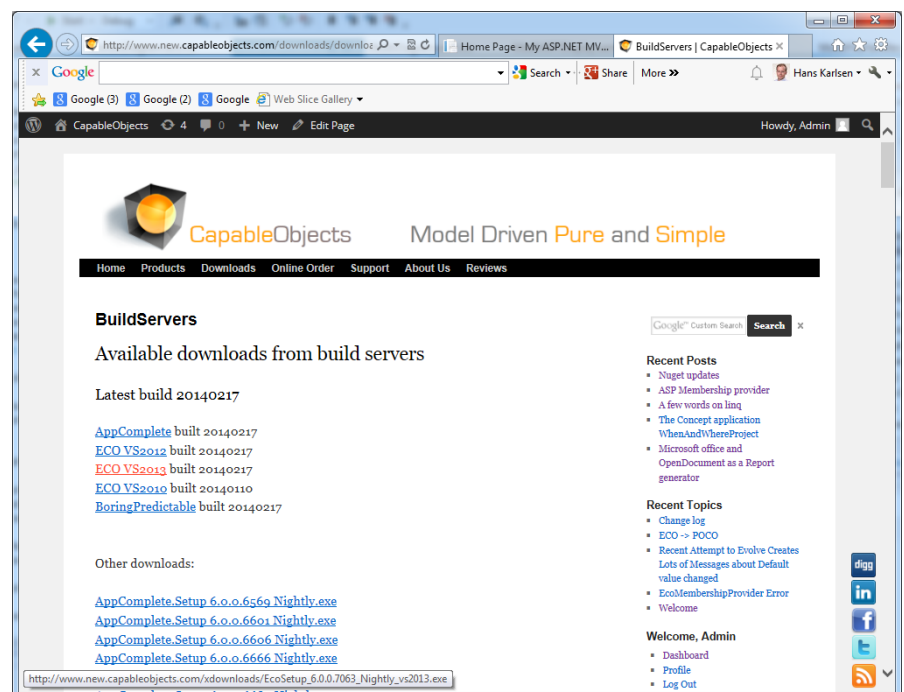 http://www.new.capableobjects.com/downloads/downloa
Home Page - My ASP.NET MV...
BuildServers | CapableObjects
x Google
Search
Share
More »
Hans Karlsen
Google (3)
Google (2)
Google
Web Slice Gallery
CapableObjects
4
0
+ New
Edit Page
Howdy, Admin
CapableObjects
Model Driven Pure and Simple
Home Products Downloads Online Order Support About Us Reviews
BuildServers
Available downloads from build servers
Latest build 20140217
AppComplete built 20140217
ECO VS2012 built 20140217
ECO VS2013 built 20140217
ECO VS2010 built 20140110
BoringPredictable built 20140217
Other downloads:
AppComplete.Setup 6.0.0.6569 Nightly.exe
AppComplete.Setup 6.0.0.6601 Nightly.exe
AppComplete.Setup 6.0.0.6606 Nightly.exe
AppComplete.Setup 6.0.0.6666 Nightly.exe
http://www.new.capableobjects.com/xdownloads/EcoSetup_6.0.0.7063_Nightly_vs2013.exe
Google™ Custom Search
Search
x
Recent Posts
Nuget updates
ASP Membership provider
A few words on linq
The Concept application
WhenAndWhereProject
Microsoft office and
OpenDocument as a Report
generator
Recent Topics
Change log
ECO -> POCO
Recent Attempt to Evolve Creates
Lots of Messages about Default
value changed
EcoMembershipProvider Error
Welcome
Welcome, Admin
Dashboard
Profile
Log Out
digg
in
f
t